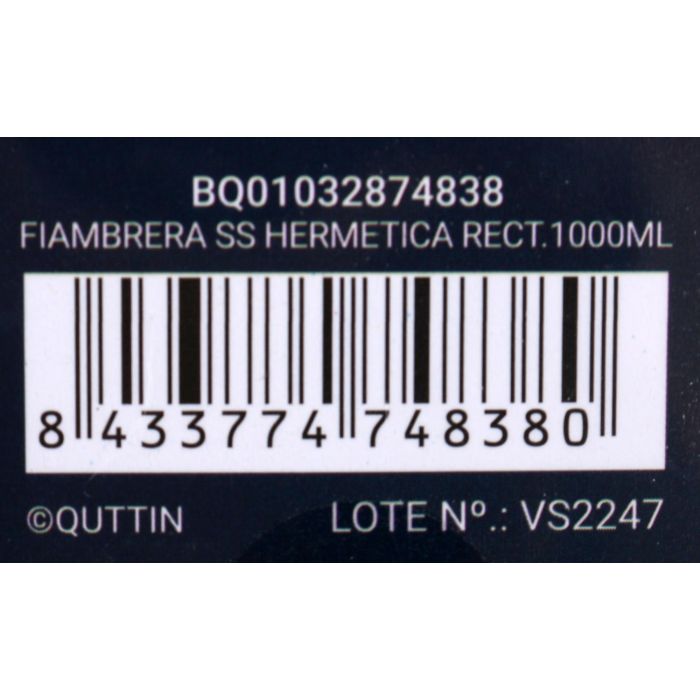 BQ01032874838
FIAMBRERA SS HERMETICA RECT.1000ML
8 433774 748380
©QUTTIN
LOTE Nº.: VS2247